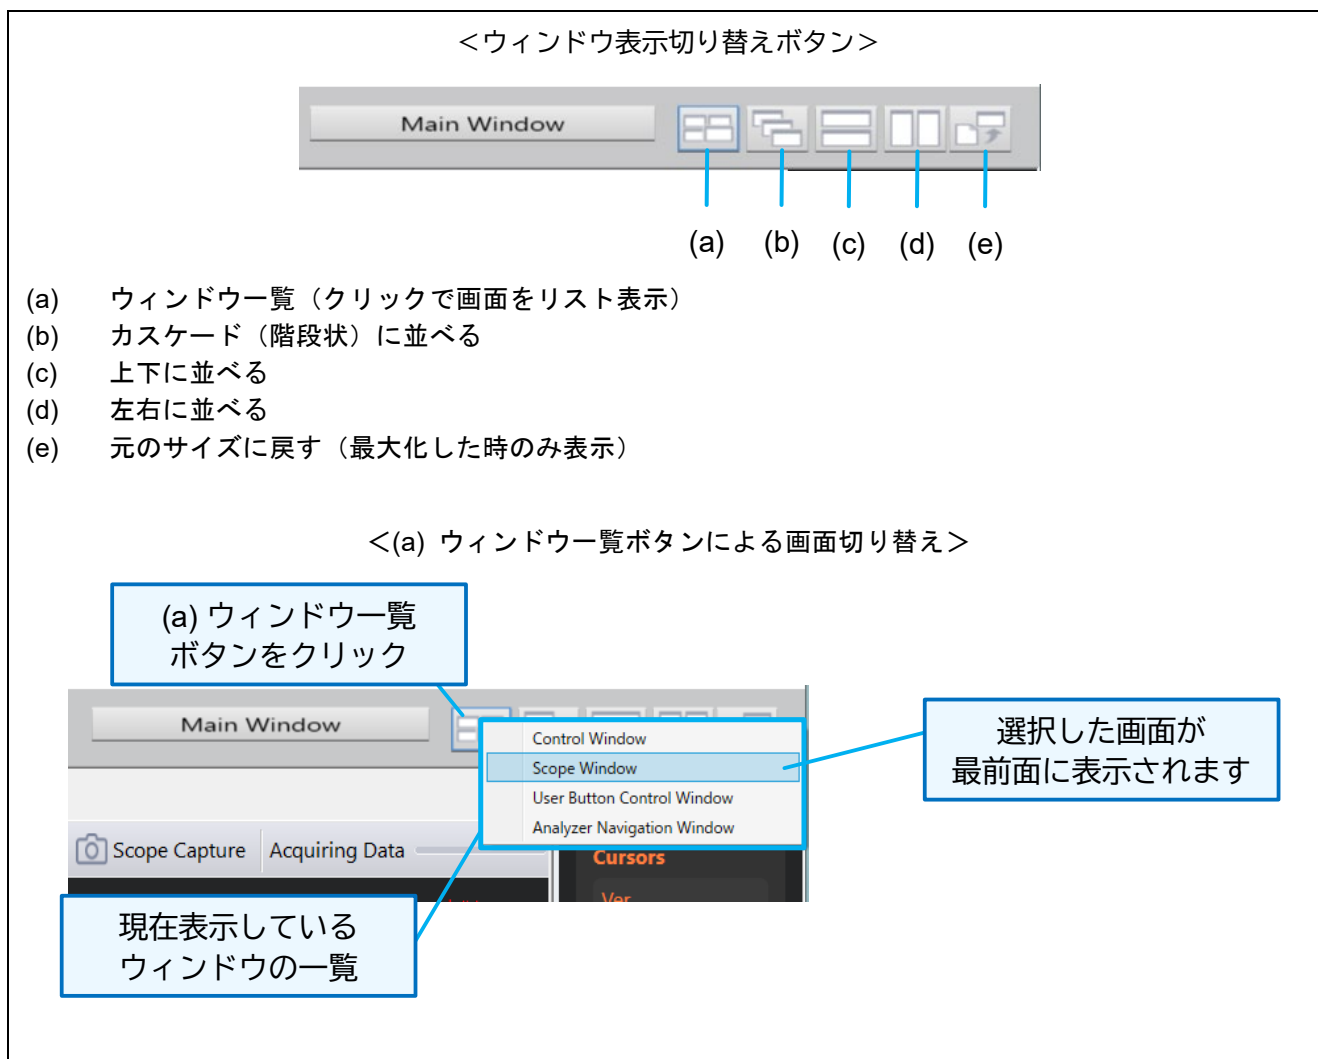 ＜ウィンドウ表示切り替えボタン＞
Main Window
(a) (b) (c) (d) (e)
(a) ウィンドウ一覧（クリックで画面をリスト表示）
(b) カスケード（階段状）に並べる
(c) 上下に並べる
(d) 左右に並べる
(e) 元のサイズに戻す（最大化した時のみ表示）
＜(a) ウィンドウ一覧ボタンによる画面切り替え＞
(a) ウィンドウ一覧
ボタンをクリック
Main Window
Control Window
Scope Window
User Button Control Window
Analyzer Navigation Window
選択した画面が
最前面に表示されます
Scope Capture Acquiring Data
Cursors
Ver
現在表示している
ウィンドウの一覧